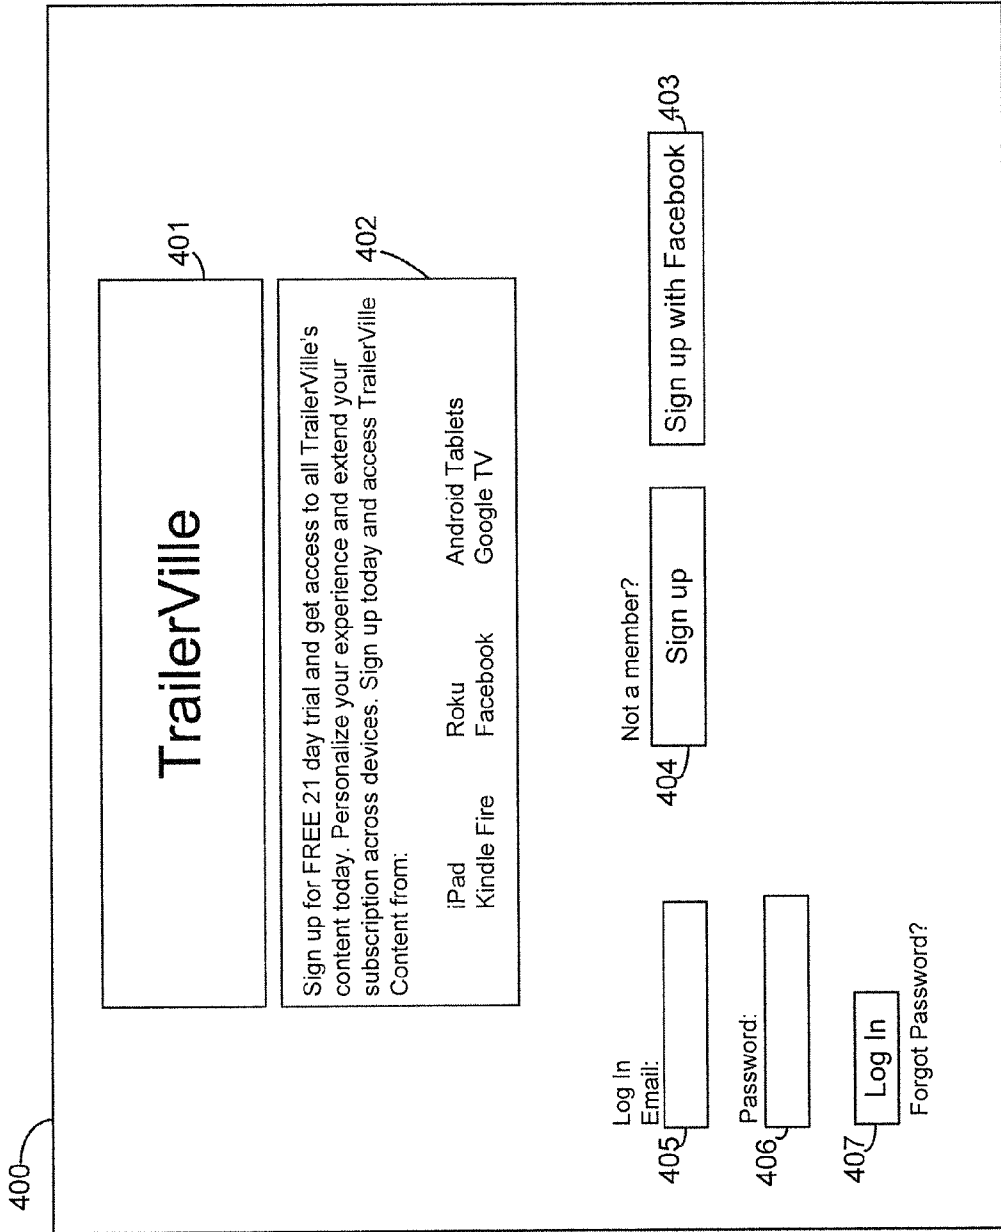 400
TrailerVille
401
Sign up for FREE 21 day trial and get access to all TrailerVille's
content today. Personalize your experience and extend your
subscription across devices. Sign up today and access TrailerVille
Content from:
iPad Roku Android Tablets
Kindle Fire Facebook Google TV
402
Log In
Email:
405
Password:
406
Log In
407
Forgot Password?
Not a member?
Sign up
404
Sign up with Facebook
403